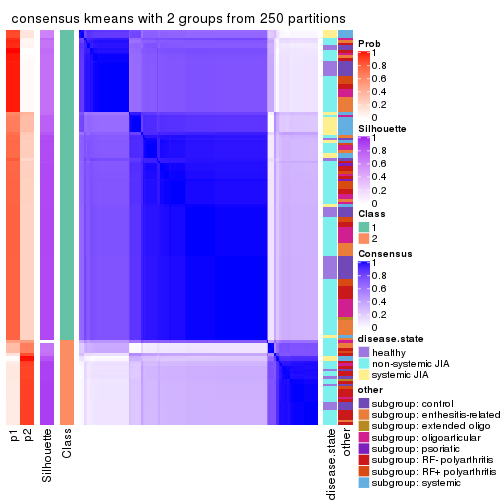 consensus kmeans with 2 groups from 250 partitions
Prob
1
0.8
0.6
0.4
0.2
0
Silhouette
1
0.8
0.6
0.4
0.2
0
Class
1
2
Consensus
1
0.8
0.6
0.4
0.2
0
disease.state
healthy
non-systemic JIA
systemic JIA
other
subgroup: control
subgroup: enthesitis-related
subgroup: extended oligo
subgroup: oligoarticular
subgroup: psoriatic
subgroup: RF- polyarthritis
subgroup: RF+ polyarthritis
subgroup: systemic
p1
p2
Silhouette
Class
disease.state
other